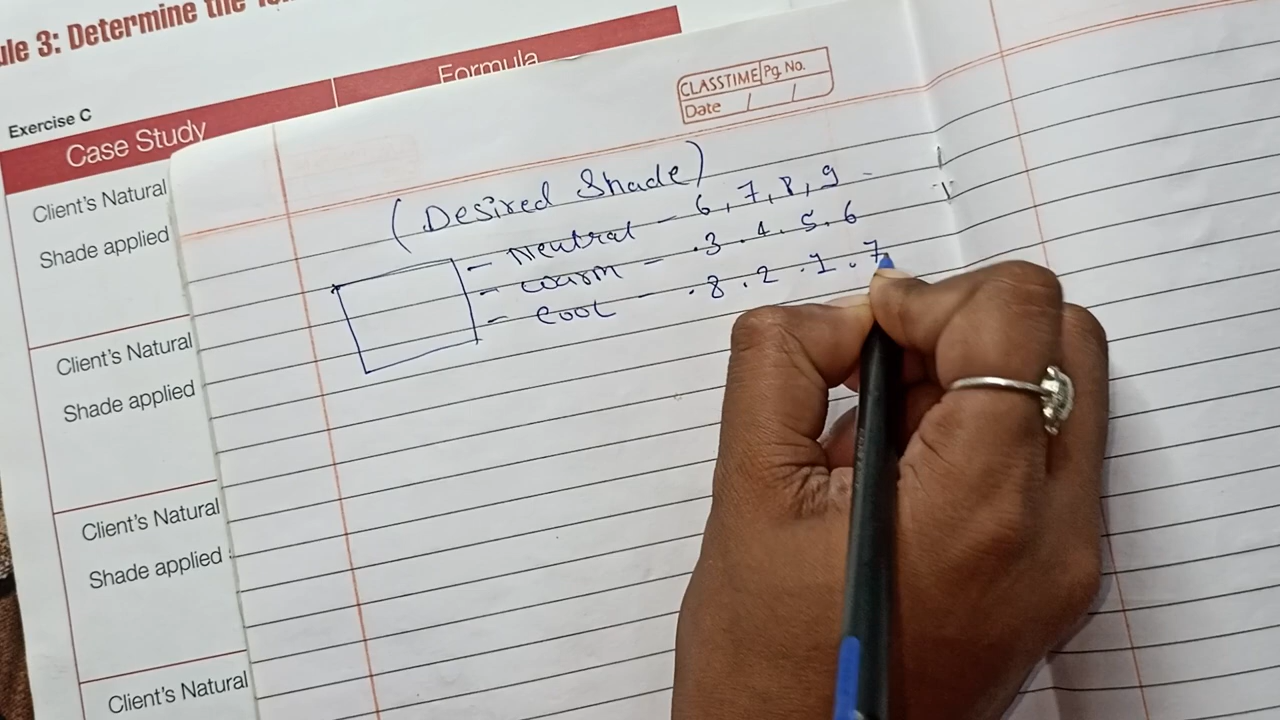 ule 3: Determine the
Exercise C
Case Study
Formula
CLASSTIME Pg. No.
Date / /
Client's Natural
Shade applied
Client's Natural
Shade applied
Client's Natural
Shade applied :
Client's Natural
(Desired Shade)
- Neutral - 6, 7, 8, 9
- warm - .3 .4 .5 .6
- cool - .8 .2 .1 .7